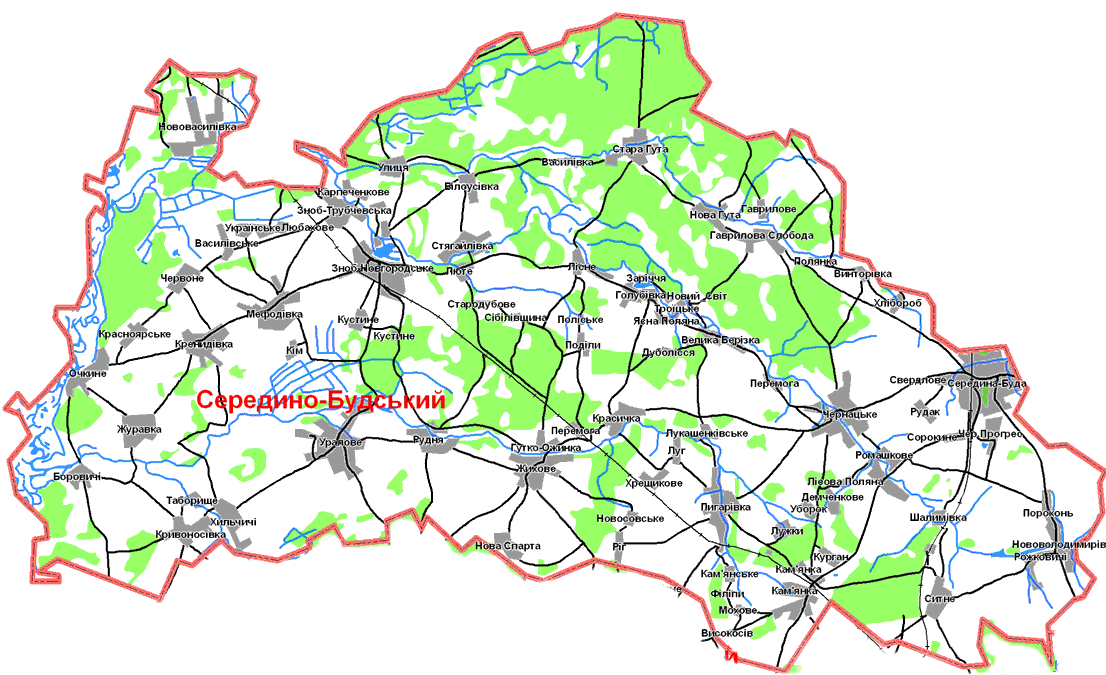 Нововасилівка
Стара Гута
Василівка
Улиця
Білоусівка
Карпеченкове
Зноб-Трубчевська
Гаврилове
Нова Гута
Українське
Любахове
Гаврилова Слобода
Василівське
Стягайлівка
Полянка
Зноб-Новгородське
Люте
Лісне
Винторівка
Червоне
Заріччя
Голубівка
Новий Світ
Хлібороб
Стародубове
Троїцьке
Мефодівка
Сібілівщина
Поліське
Ясна Поляна
Кустине
Красноярське
Кустине
Кренидівка
Велика Берізка
Поділи
Кім
Дуболісся
Очкине
Свердлове
Середина-Буда
Перемога
Середино-Будський
Рудак
Чернацьке
Красичка
Журавка
Перемога
Лукашенківське
Сорокине
Чер.Прогрес
Уралове
Рудня
Гутко-Ожинка
Луг
Ромашкове
Жихове
Боровичі
Хрещикове
Лісова Поляна
Таборище
Демченкове
Пигарівка
Уборок
Порохонь
Хильчичі
Новосовське
Шалимівка
Лужки
Кривоносівка
Нова Спарта
Ріг
Нововолодимирівка
Курган
Рожковичі
Кам'янське
Кам'янка
Кам'янка
Філіпи
Ситне
Мохове
Високосів